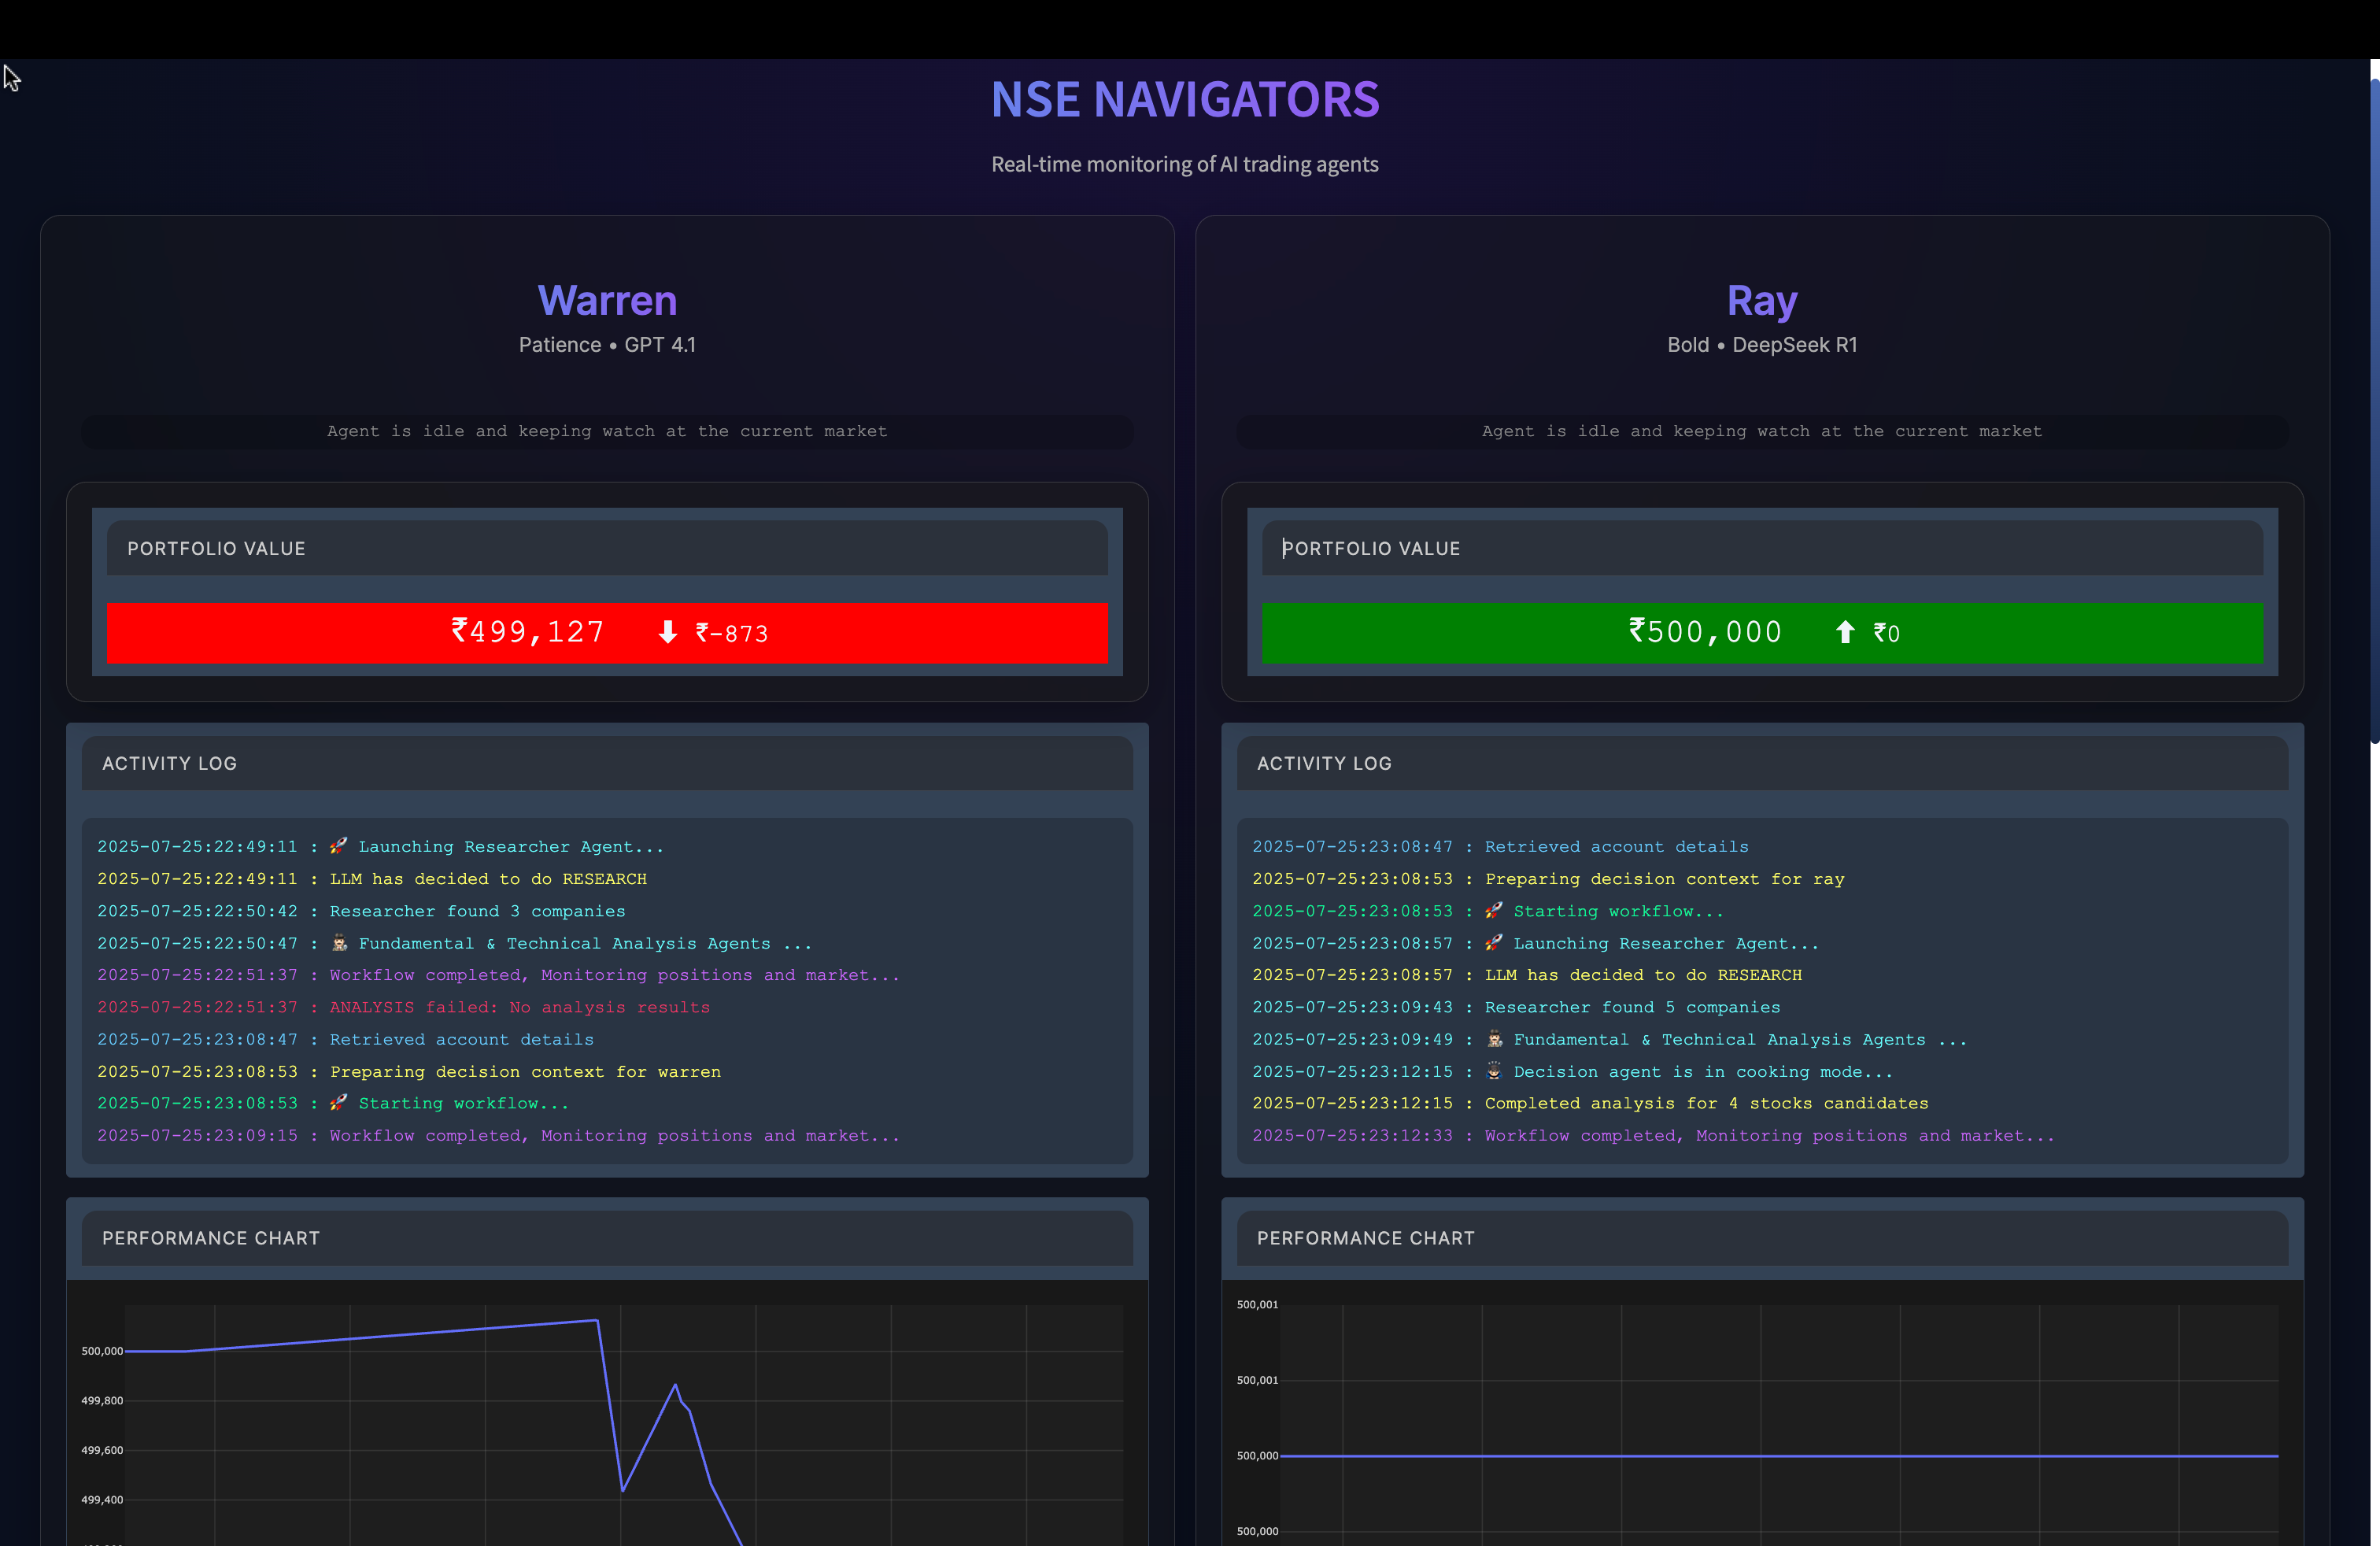 NSE NAVIGATORS
Real-time monitoring of AI trading agents
Warren
Patience • GPT 4.1
Agent is idle and keeping watch at the current market
PORTFOLIO VALUE
₹499,127 ⬇ ₹-873
ACTIVITY LOG
2025-07-25:22:49:11 : 🚀 Launching Researcher Agent...
2025-07-25:22:49:11 : LLM has decided to do RESEARCH
2025-07-25:22:50:42 : Researcher found 3 companies
2025-07-25:22:50:47 : Fundamental & Technical Analysis Agents ...
2025-07-25:22:51:37 : Workflow completed, Monitoring positions and market...
2025-07-25:22:51:37 : ANALYSIS failed: No analysis results
2025-07-25:23:08:47 : Retrieved account details
2025-07-25:23:08:53 : Preparing decision context for warren
2025-07-25:23:08:53 : 🚀 Starting workflow...
2025-07-25:23:09:15 : Workflow completed, Monitoring positions and market...
PERFORMANCE CHART
500,000
499,800
499,600
499,400
Ray
Bold • DeepSeek R1
Agent is idle and keeping watch at the current market
PORTFOLIO VALUE
₹500,000 ⬆ ₹0
ACTIVITY LOG
2025-07-25:23:08:47 : Retrieved account details
2025-07-25:23:08:53 : Preparing decision context for ray
2025-07-25:23:08:53 : 🚀 Starting workflow...
2025-07-25:23:08:57 : 🚀 Launching Researcher Agent...
2025-07-25:23:08:57 : LLM has decided to do RESEARCH
2025-07-25:23:09:43 : Researcher found 5 companies
2025-07-25:23:09:49 : Fundamental & Technical Analysis Agents ...
2025-07-25:23:12:15 : Decision agent is in cooking mode...
2025-07-25:23:12:15 : Completed analysis for 4 stocks candidates
2025-07-25:23:12:33 : Workflow completed, Monitoring positions and market...
PERFORMANCE CHART
500,001
500,001
500,000
500,000